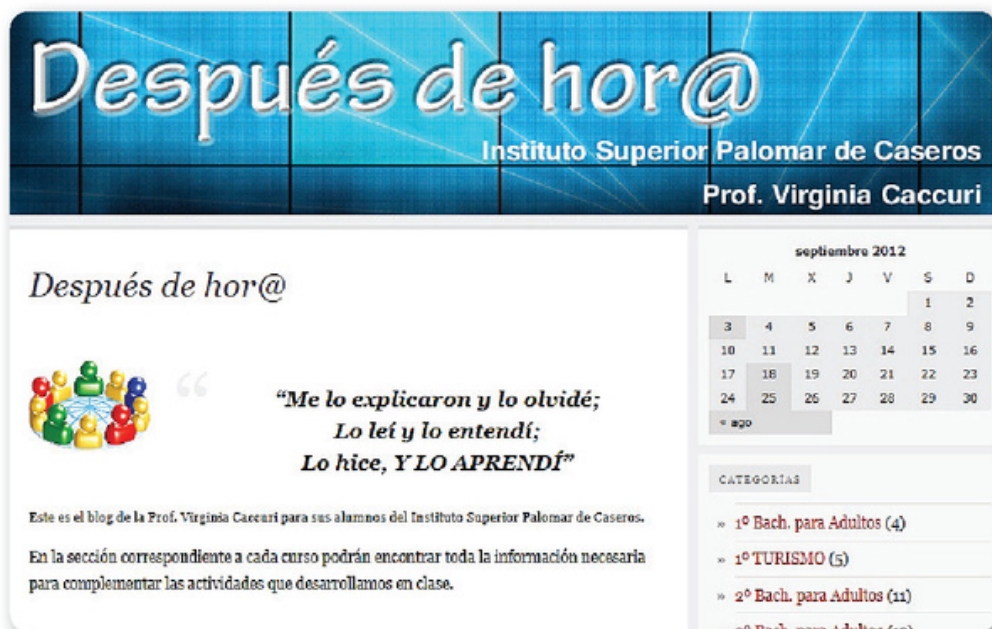 Después de hor@
Instituto Superior Palomar de Caseros
Prof. Virginia Caccuri
Después de hor@
“Me lo explicaron y lo olvidé;
Lo leí y lo entendí;
Lo hice, Y LO APRENDÍ”
Este es el blog de la Prof. Virginia Caccuri para sus alumnos del Instituto Superior Palomar de Caseros.
En la sección correspondiente a cada curso podrán encontrar toda la información necesaria
para complementar las actividades que desarrollamos en clase.
septiembre 2012
L M X J V S D
1 2
3 4 5 6 7 8 9
10 11 12 13 14 15 16
17 18 19 20 21 22 23
24 25 26 27 28 29 30
« ago
CATEGORÍAS
» 1º Bach. para Adultos (4)
» 1º TURISMO (5)
» 2º Bach. para Adultos (11)